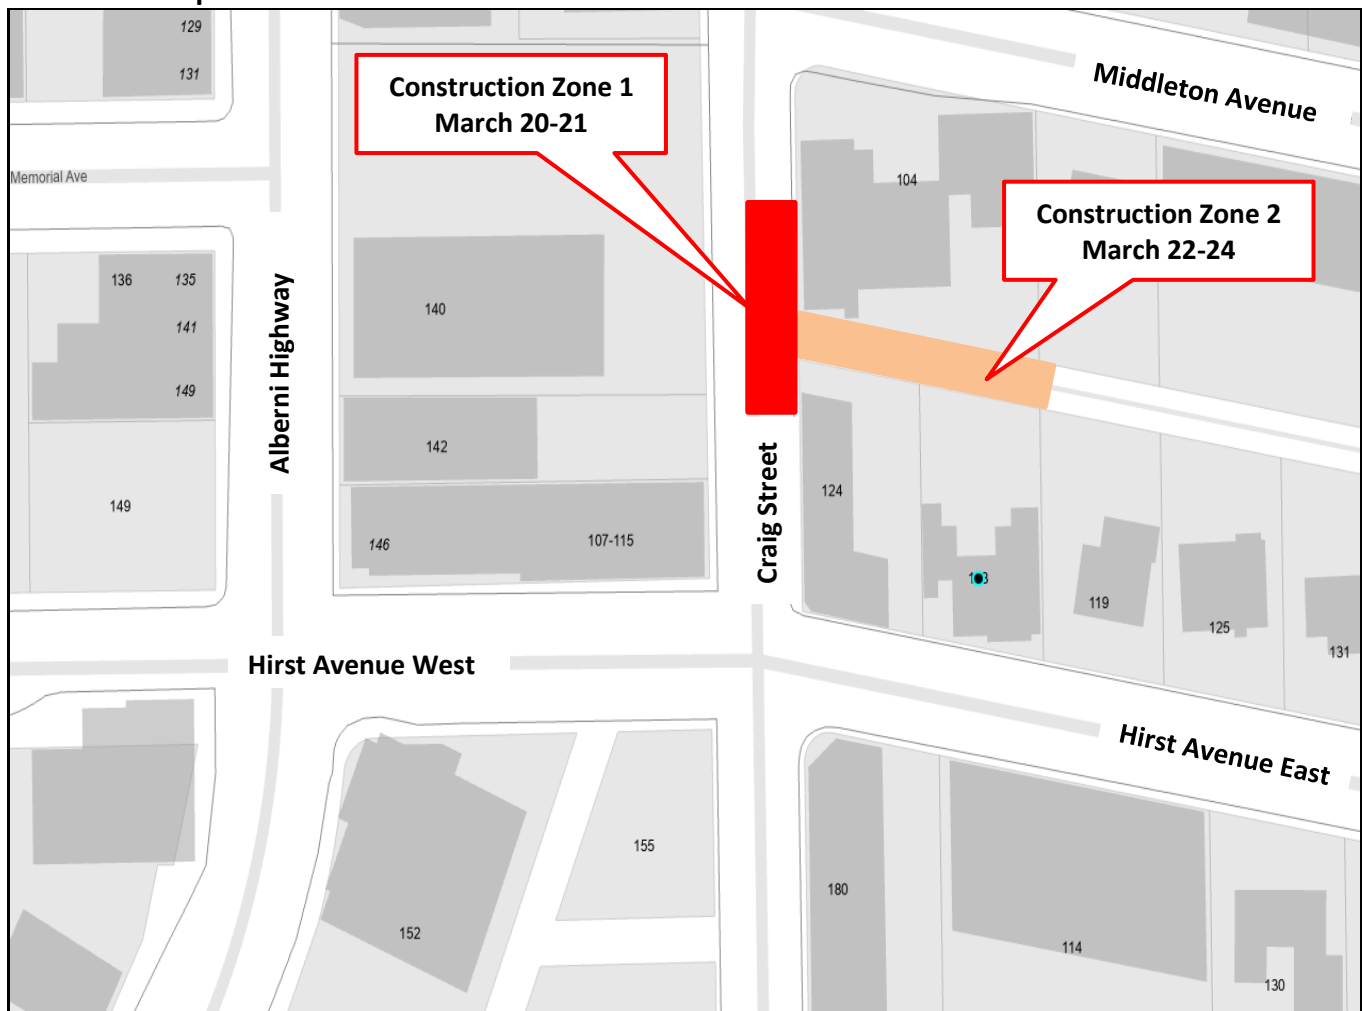 129
131
Construction Zone 1
March 20-21
Middleton Avenue
Memorial Ave
104
Construction Zone 2
March 22-24
136
135
141
149
140
Alberni Highway
142
149
146
107-115
Craig Street
124
119
125
131
Hirst Avenue West
Hirst Avenue East
155
180
152
114
130